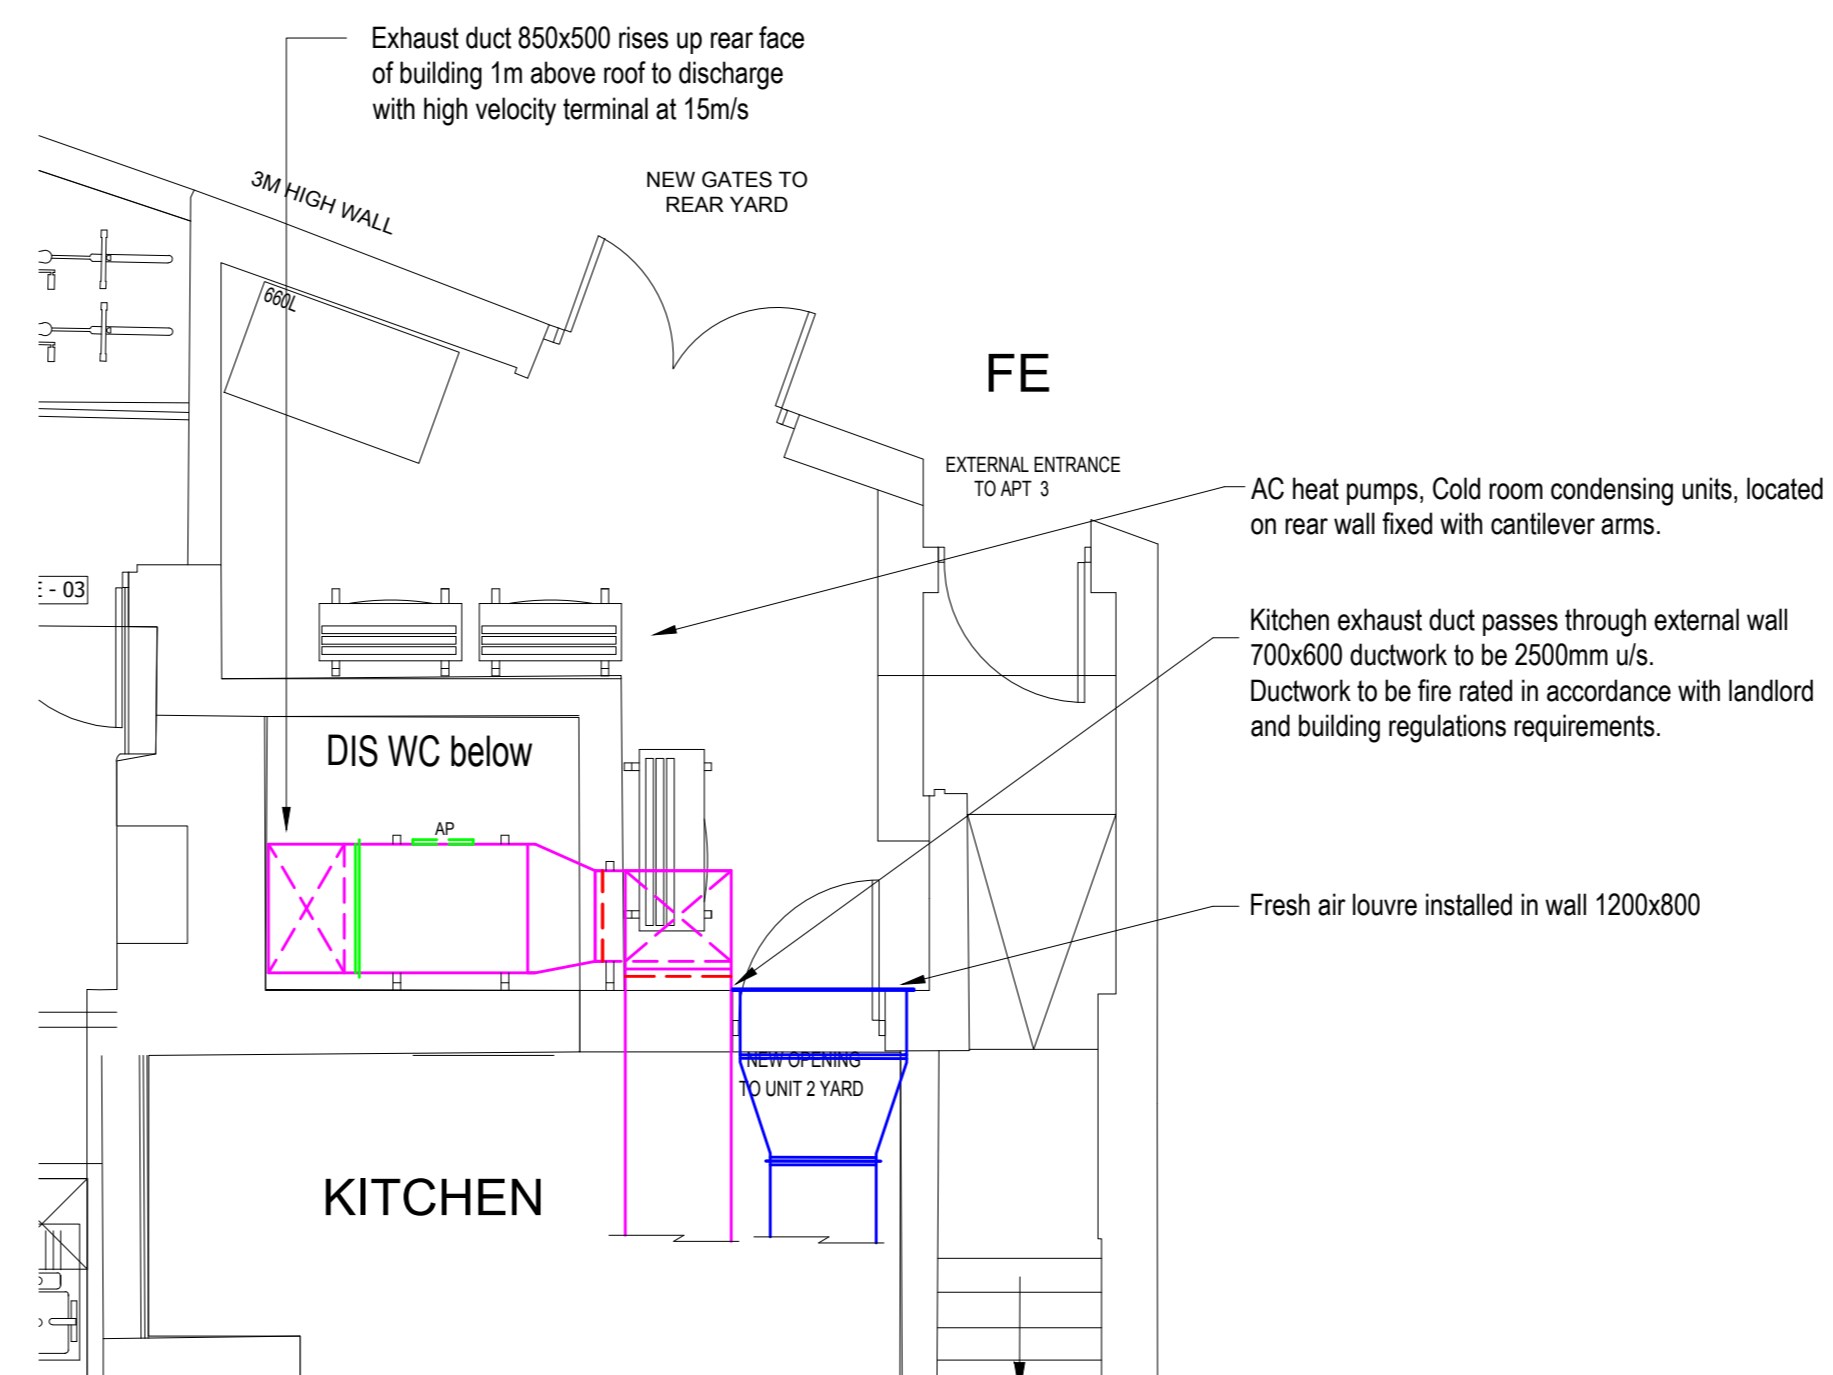 Exhaust duct 850x500 rises up rear face
of building 1m above roof to discharge
with high velocity terminal at 15m/s
3M HIGH WALL
NEW GATES TO
REAR YARD
660L
FE
EXTERNAL ENTRANCE
TO APT 3
AC heat pumps, Cold room condensing units, located
on rear wall fixed with cantilever arms.
- 03
Kitchen exhaust duct passes through external wall
700x600 ductwork to be 2500mm u/s.
Ductwork to be fire rated in accordance with landlord
and building regulations requirements.
DIS WC below
AP
Fresh air louvre installed in wall 1200x800
NEW OPENING
TO UNIT 2 YARD
KITCHEN